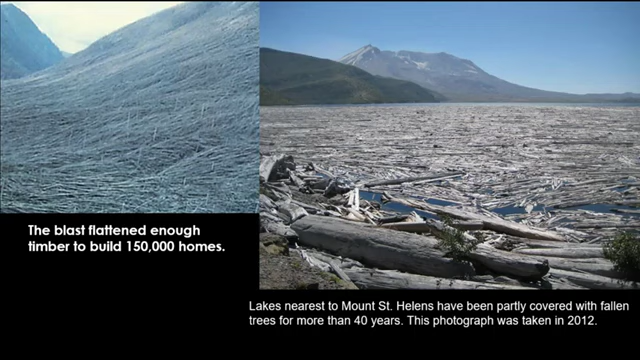 The blast flattened enough
timber to build 150,000 homes.
Lakes nearest to Mount St. Helens have been partly covered with fallen
trees for more than 40 years. This photograph was taken in 2012.